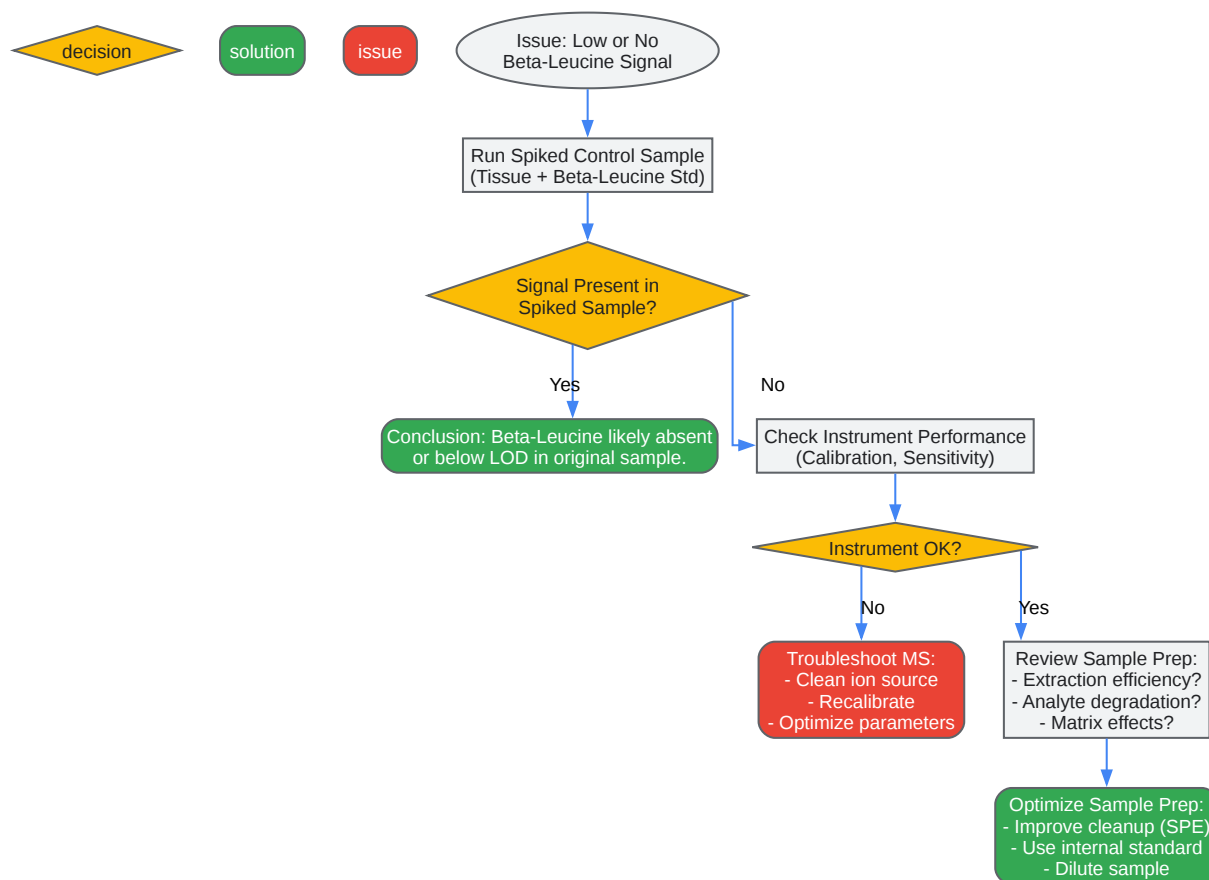 decision
solution
issue
Issue: Low or No
Beta-Leucine Signal
Run Spiked Control Sample
(Tissue + Beta-Leucine Std)
Signal Present in
Spiked Sample?
Yes
No
Conclusion: Beta-Leucine likely absent
or below LOD in original sample.
Check Instrument Performance
(Calibration, Sensitivity)
Instrument OK?
No
Yes
Troubleshoot MS:
- Clean ion source
- Recalibrate
- Optimize parameters
Review Sample Prep:
- Extraction efficiency?
- Analyte degradation?
- Matrix effects?
Optimize Sample Prep:
- Improve cleanup (SPE)
- Use internal standard
- Dilute sample